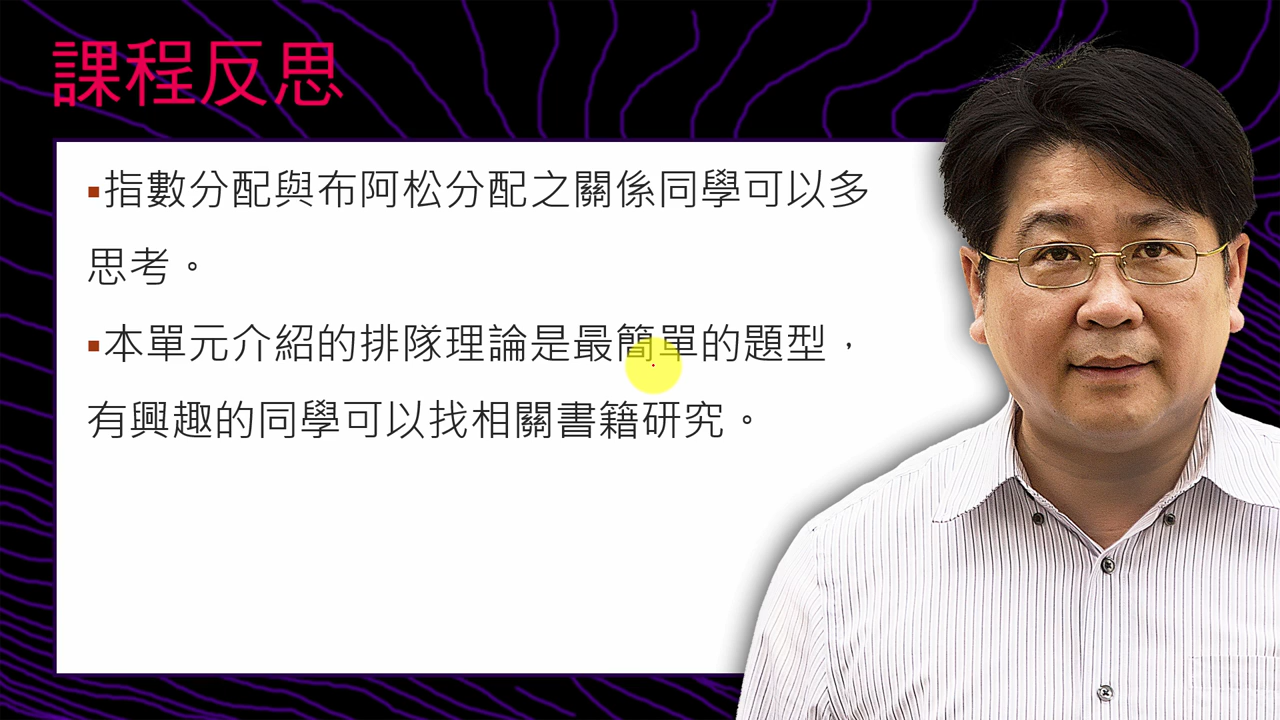 課程反思
▪指數分配與布阿松分配之關係同學可以多
思考。
▪本單元介紹的排隊理論是最簡單的題型，
有興趣的同學可以找相關書籍研究。